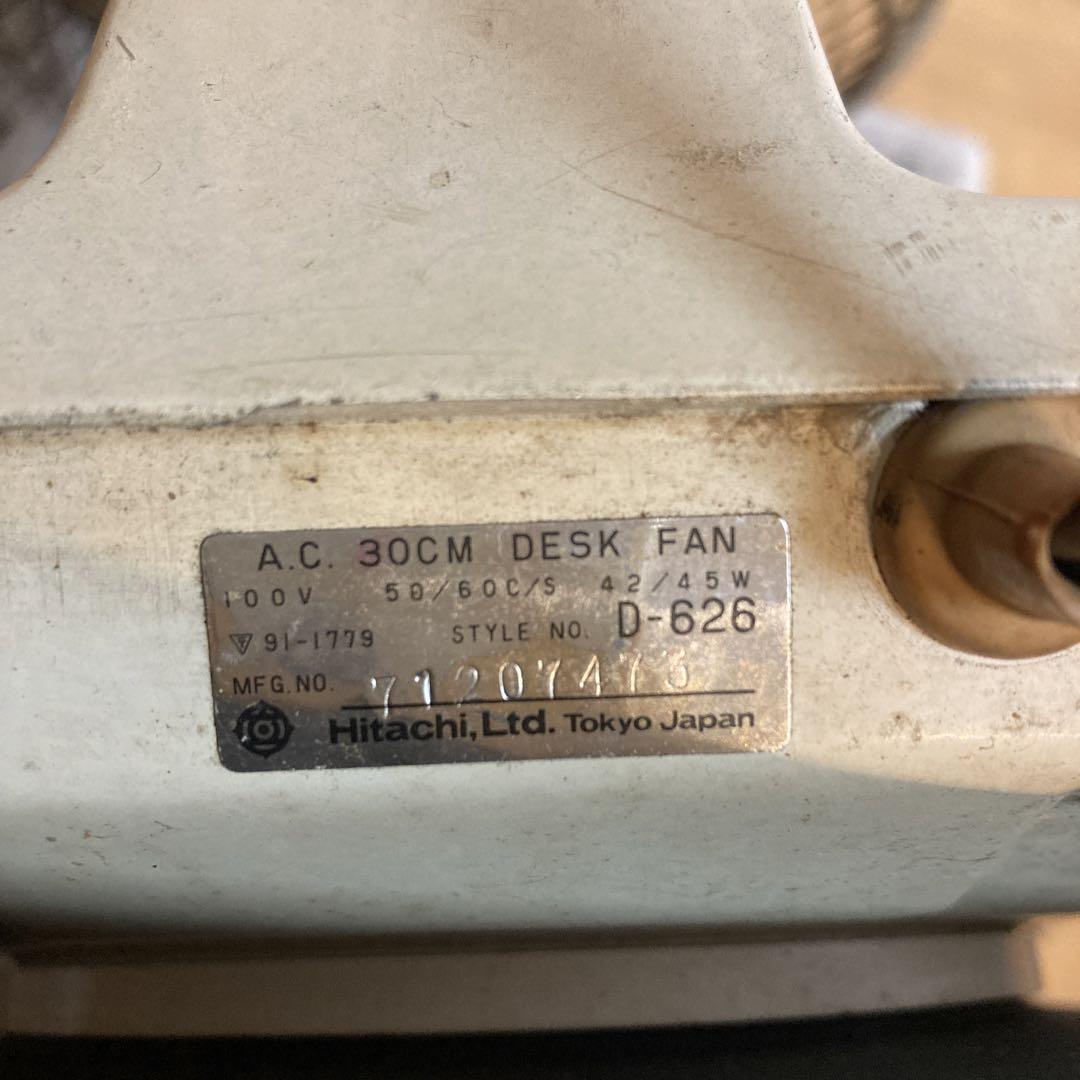 A.C. 30CM DESK FAN
100V 50/60C/S 42/45W
91-1779 STYLE NO. D-626
MFG.NO. 71207473
Hitachi,Ltd. Tokyo Japan